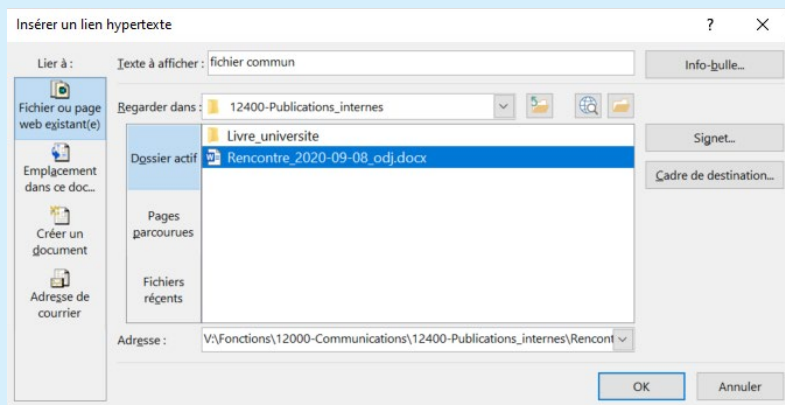 Insérer un lien hypertexte
Lier à :
Texte à afficher : fichier commun
Info-bulle...
Fichier ou page
web existant(e)
Regarder dans : 12400-Publications_internes
Dossier actif
Livre_universite
Rencontre_2020-09-08_odj.docx
Signet...
Cadre de destination...
Emplacement
dans ce doc...
Pages
parcourues
Créer un
document
Fichiers
récents
Adresse de
courrier
Adresse : V:\Fonctions\12000-Communications\12400-Publications_internes\Rencont
OK
Annuler